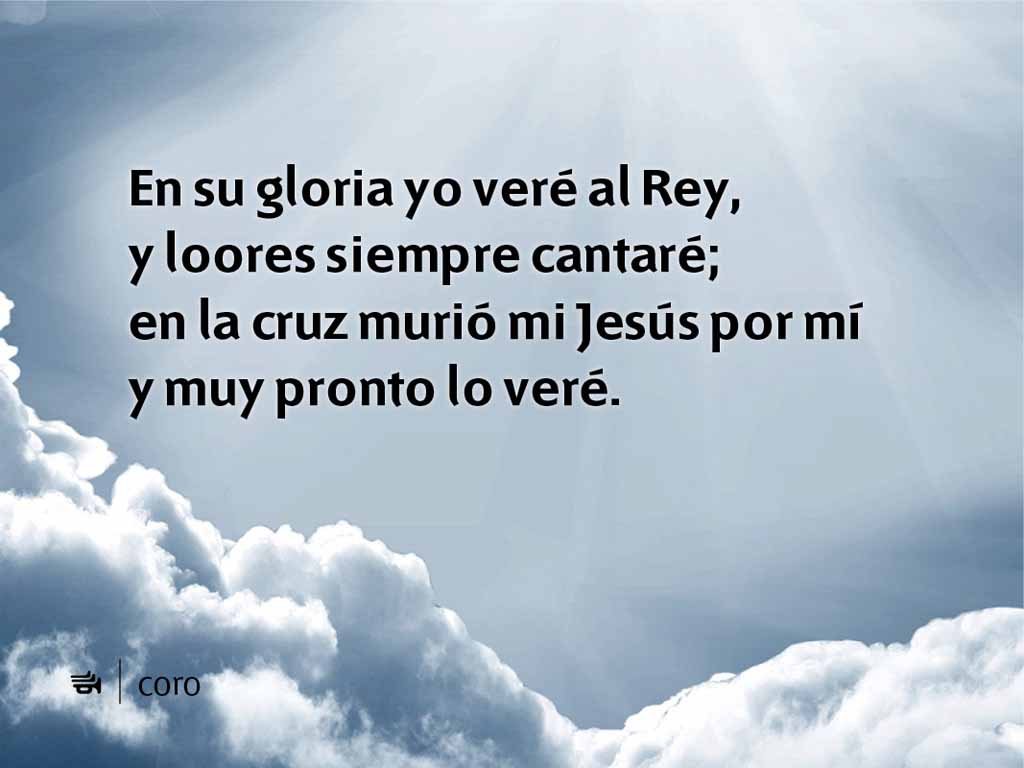 En su gloria yo veré al Rey,
y loores siempre cantaré;
en la cruz murió mi Jesús por mí
y muy pronto lo veré.
coro